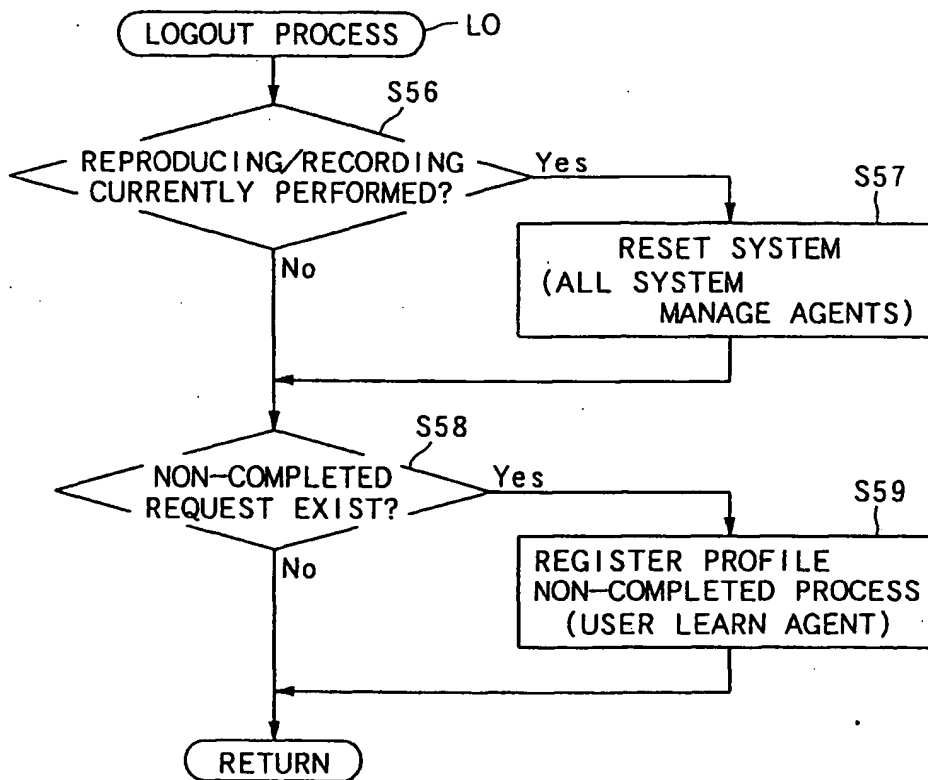 LOGOUT PROCESS
LO
S56
REPRODUCING/RECORDING
CURRENTLY PERFORMED?
Yes
No
S57
RESET SYSTEM
(ALL SYSTEM
MANAGE AGENTS)
S58
NON-COMPLETED
REQUEST EXIST?
Yes
No
S59
REGISTER PROFILE
NON-COMPLETED PROCESS
(USER LEARN AGENT)
RETURN